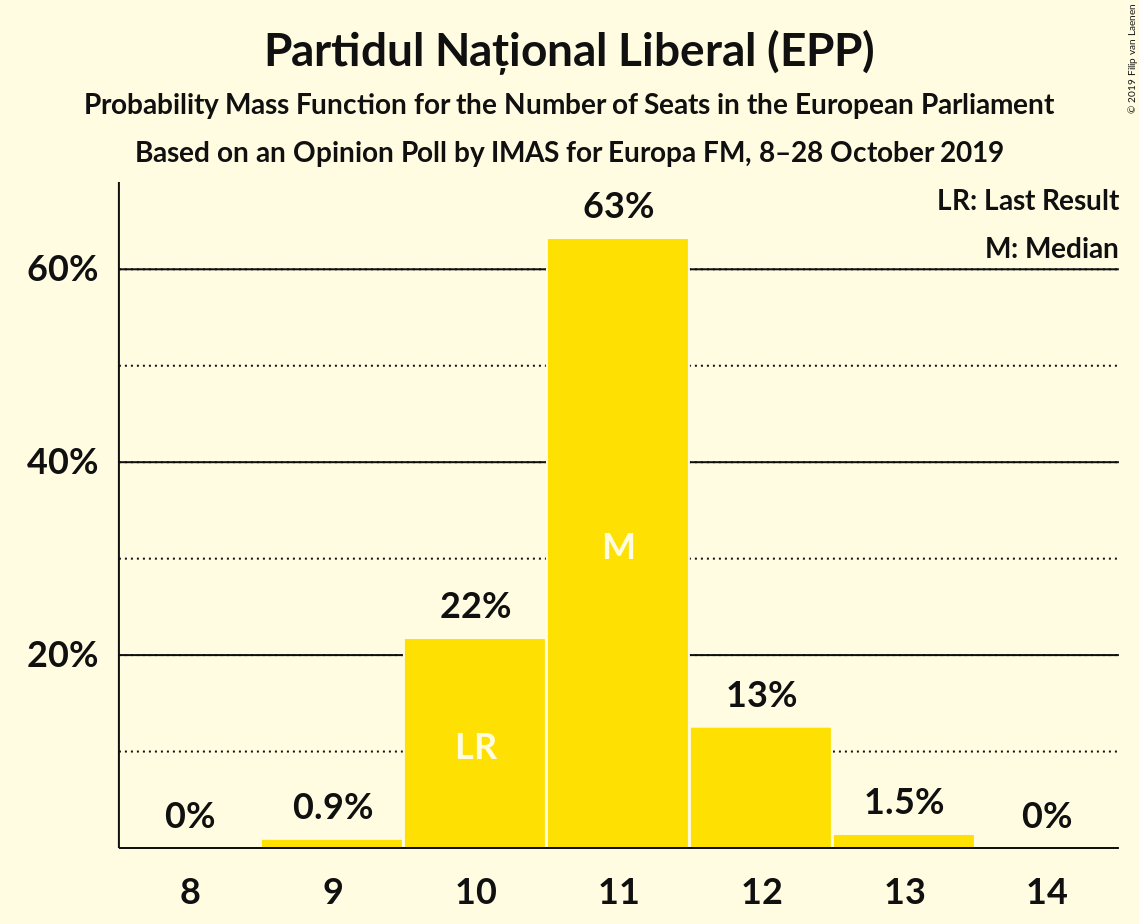 Partidul Național Liberal (EPP)
Probability Mass Function for the Number of Seats in the European Parliament
Based on an Opinion Poll by IMAS for Europa FM, 8–28 October 2019
© 2019 Filip van Laenen
LR: Last Result
M: Median
60%
40%
20%
0%
0.9%
22%
63%
13%
1.5%
0%
LR
M
8
9
10
11
12
13
14